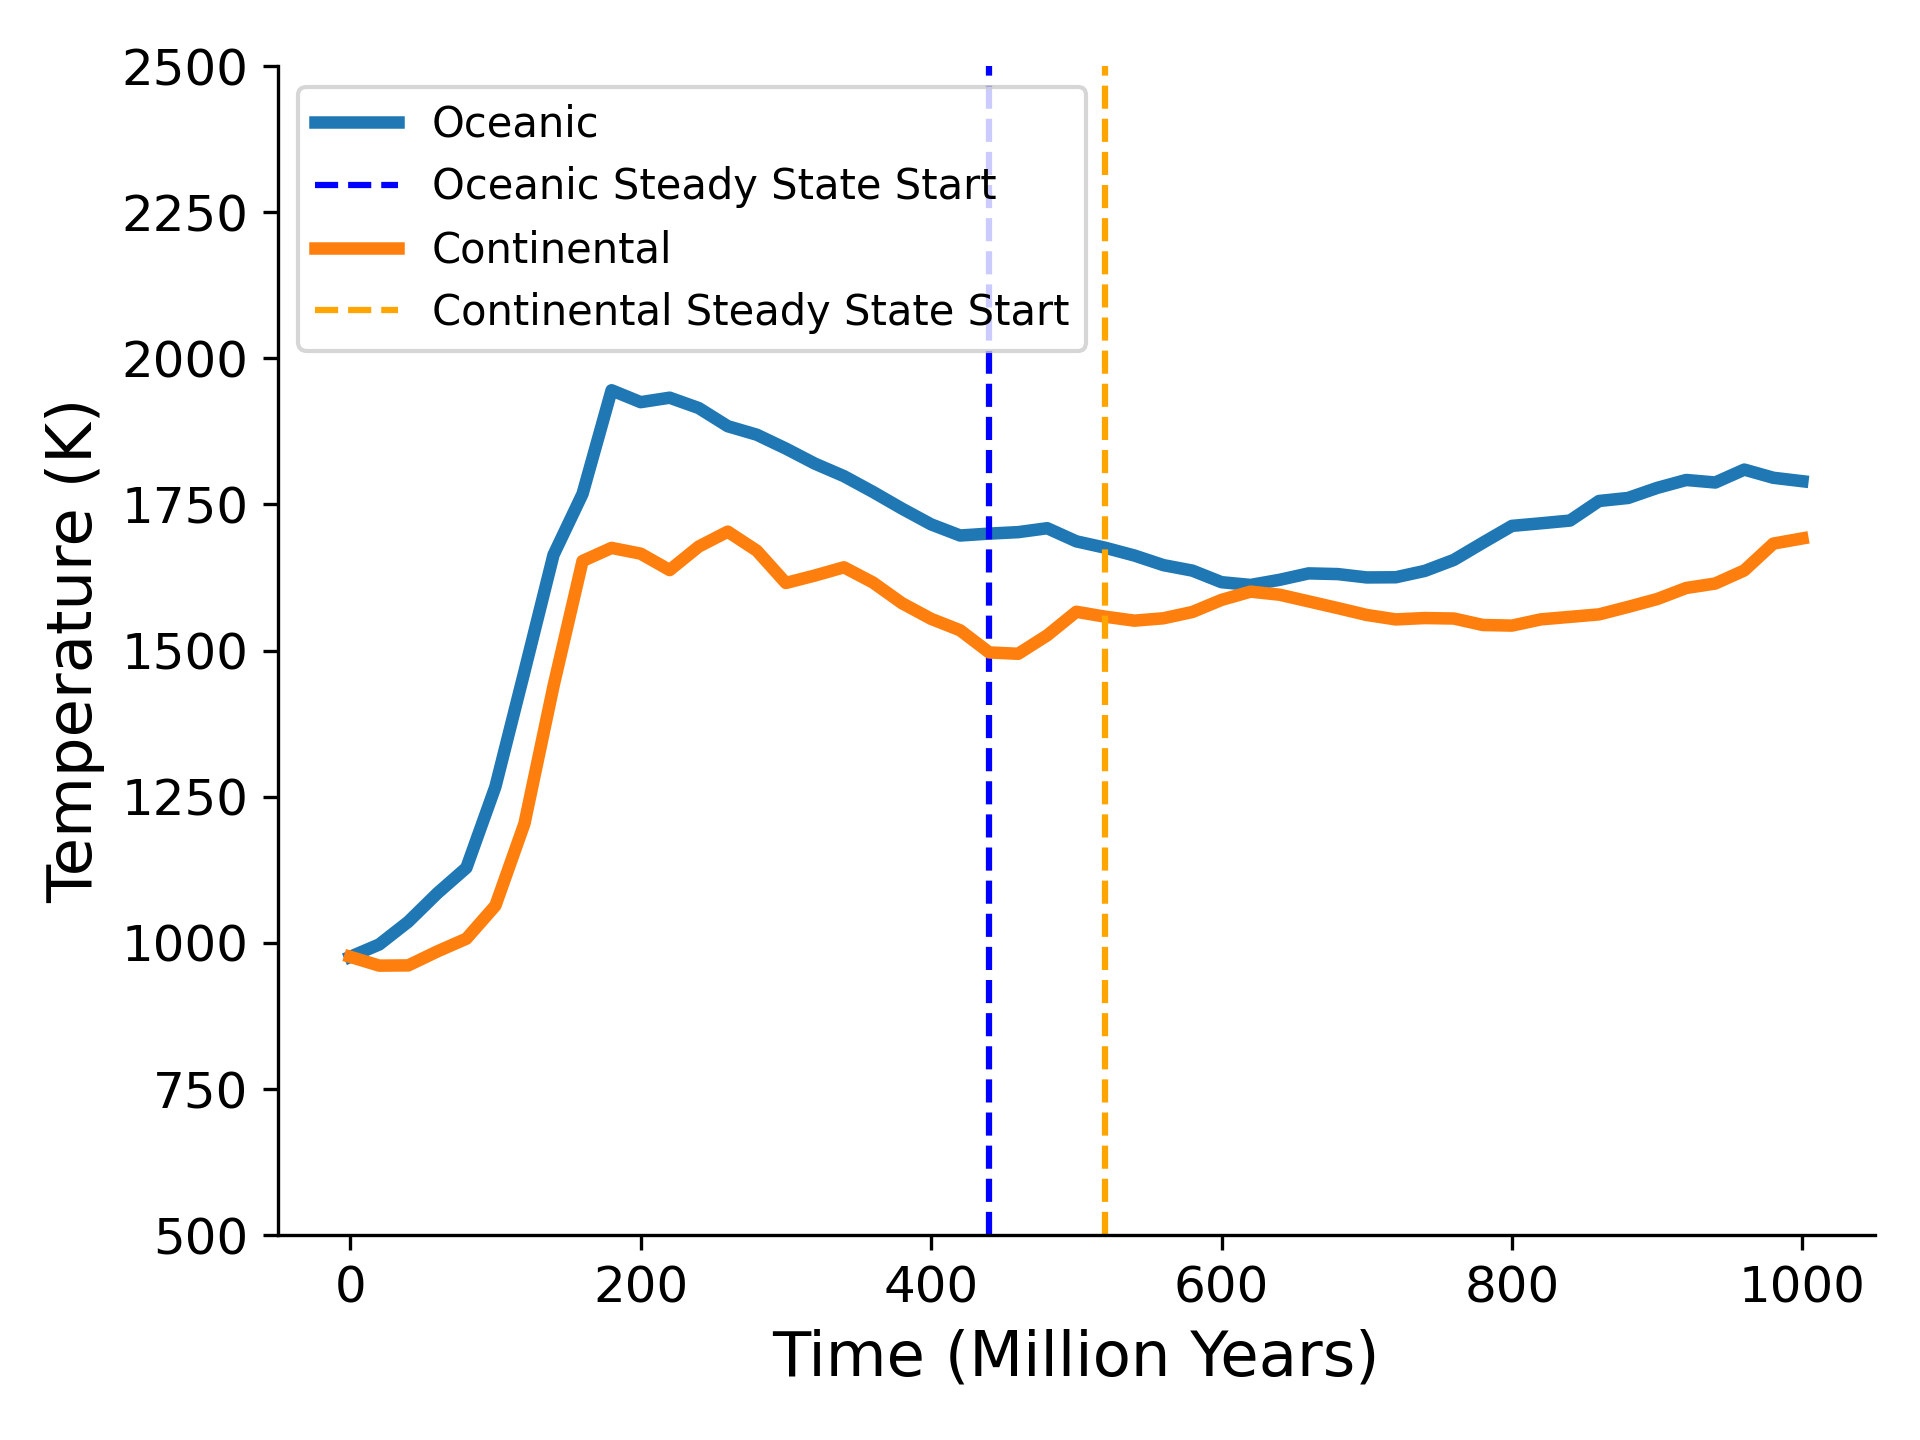 2500
2250
2000
1750
1500
1250
1000
750
500
Temperature (K)
Oceanic
Oceanic Steady State Start
Continental
Continental Steady State Start
0 200 400 600 800 1000
Time (Million Years)